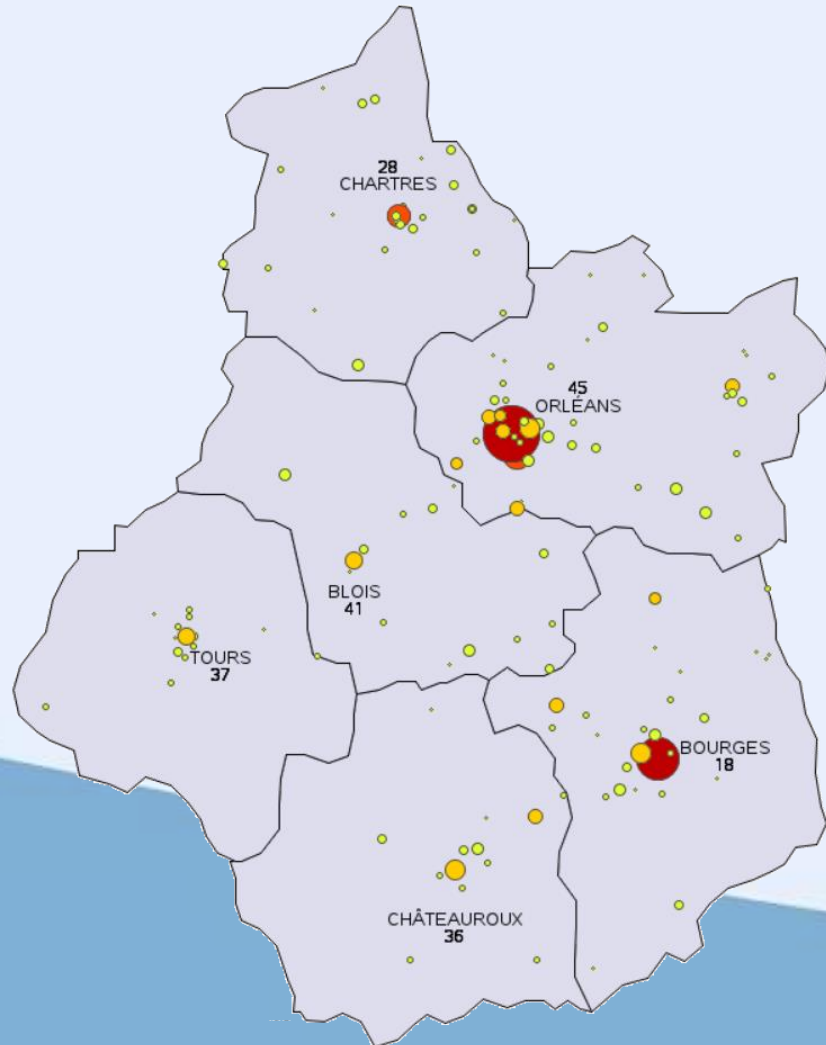 28
CHARTRES
45
ORLÉANS
BLOIS
41
TOURS
37
BOURGES
18
CHÂTEAUROUX
36